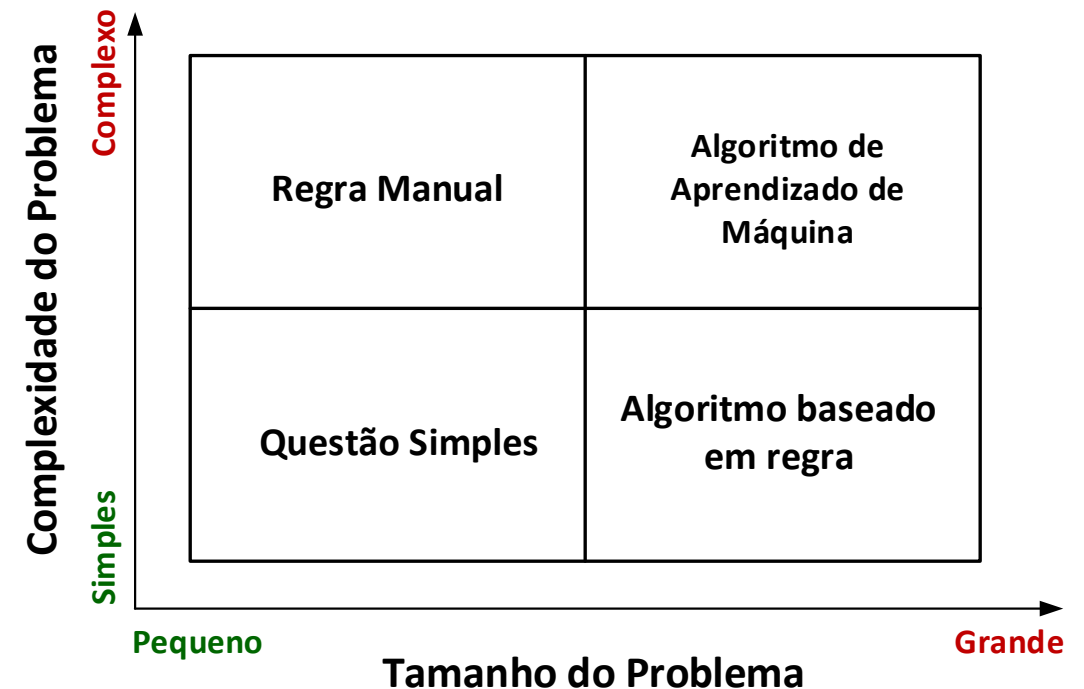 Complexidade do Problema
Complexo
Simples
Regra Manual
Algoritmo de
Aprendizado de
Máquina
Questão Simples
Algoritmo baseado
em regra
Pequeno
Grande
Tamanho do Problema